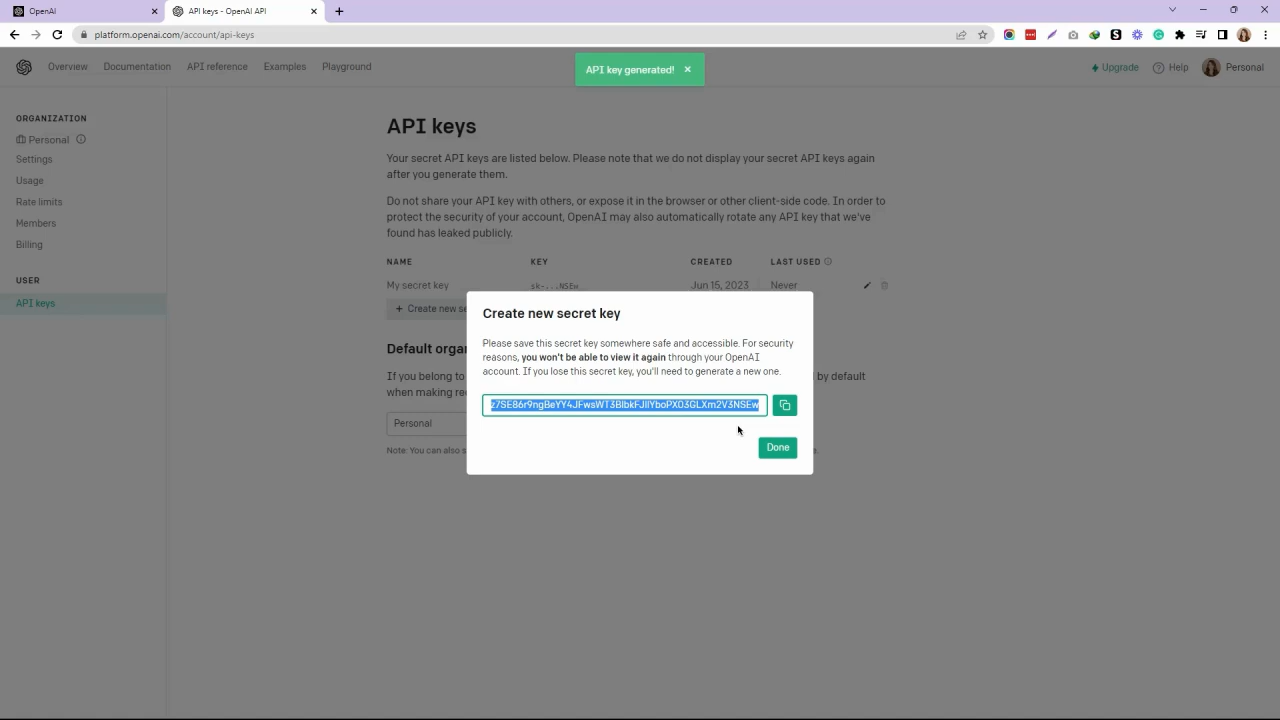 OpenAI
API keys - OpenAI API
platform.openai.com/account/api-keys
Overview
Documentation
API reference
Examples
Playground
API key generated!
Upgrade
Help
Personal
ORGANIZATION
Personal
Settings
Usage
Rate limits
Members
Billing
USER
API keys
API keys
Your secret API keys are listed below. Please note that we do not display your secret API keys again
after you generate them.
Do not share your API key with others, or expose it in the browser or other client-side code. In order to
protect the security of your account, OpenAI may also automatically rotate any API key that we've
found has leaked publicly.
NAME KEY CREATED LAST USED
My secret key sk-...NSEw Jun 15, 2023 Never
+ Create new se
Default orga
If you belong to
by default
when making re
Personal
Note: You can also s
Create new secret key
Please save this secret key somewhere safe and accessible. For security
reasons, you won't be able to view it again through your OpenAI
account. If you lose this secret key, you'll need to generate a new one.
Done